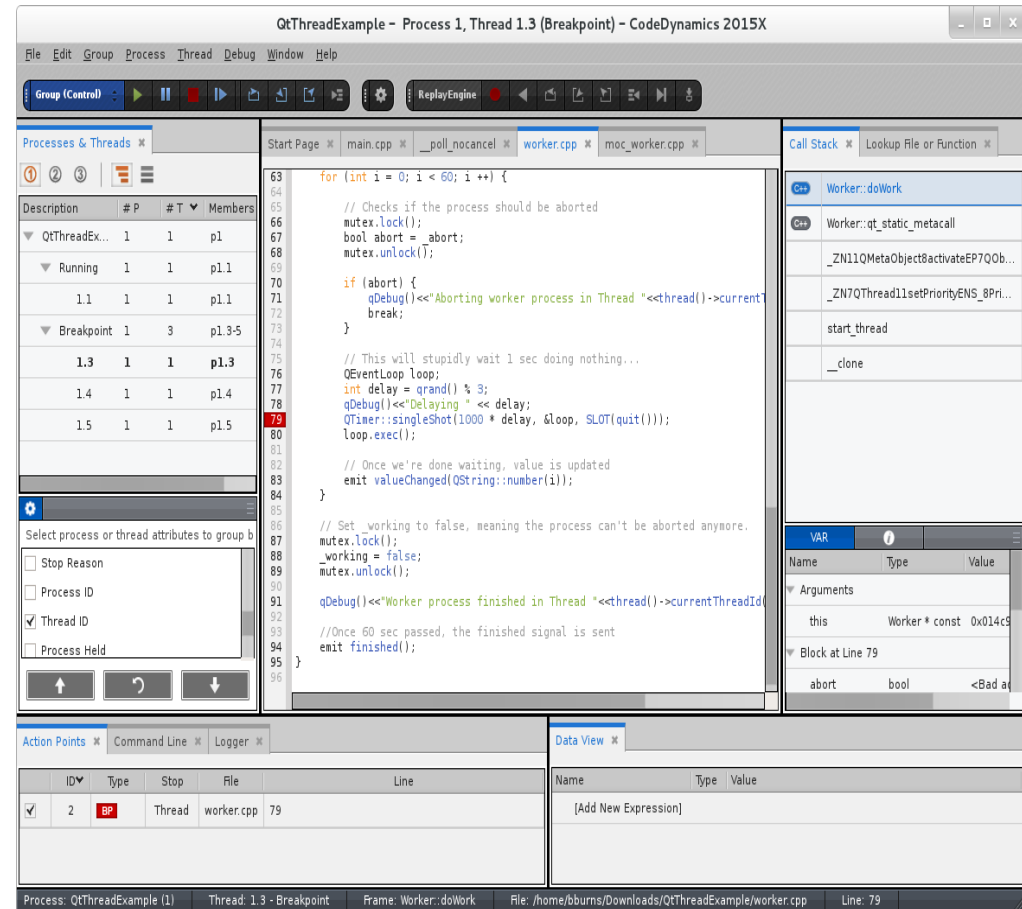 QtThreadExample – Process 1, Thread 1.3 (Breakpoint) – CodeDynamics 2015X
File Edit Group Process Thread Debug Window Help
Group (Control) ReplayEngine
Processes & Threads
1 2 3
Description #P #T Members
QtThreadEx... 1 1 p1
Running 1 1 p1.1
1.1 1 1 p1.1
Breakpoint 1 3 p1.3-5
1.3 1 1 p1.3
1.4 1 1 p1.4
1.5 1 1 p1.5
Select process or thread attributes to group b
Stop Reason
Process ID
Thread ID
Process Held
Start Page main.cpp __poll_nocancel worker.cpp moc_worker.cpp
63 for (int i = 0; i < 60; i ++) {
64
65 // Checks if the process should be aborted
66 mutex.lock();
67 bool abort = _abort;
68 mutex.unlock();
69
70 if (abort) {
71 qDebug()<<"Aborting worker process in Thread "<<thread()->currentT
72 break;
73 }
74
75 // This will stupidly wait 1 sec doing nothing...
76 QEventLoop loop;
77 int delay = qrand() % 3;
78 qDebug()<<"Delaying " << delay;
79 QTimer::singleShot(1000 * delay, &loop, SLOT(quit()));
80 loop.exec();
81
82 // Once we're done waiting, value is updated
83 emit valueChanged(QString::number(i));
84 }
85
86 // Set _working to false, meaning the process can't be aborted anymore.
87 mutex.lock();
88 _working = false;
89 mutex.unlock();
90
91 qDebug()<<"Worker process finished in Thread "<<thread()->currentThreadId(
92
93 //Once 60 sec passed, the finished signal is sent
94 emit finished();
95 }
96
Call Stack Lookup File or Function
C++ Worker::doWork
C++ Worker::qt_static_metacall
_ZN11QMetaObject8activateEP7QOb...
_ZN7QThread11setPriorityENS_8Pri...
start_thread
__clone
VAR i
Name Type Value
Arguments
this Worker * const 0x014c9
Block at Line 79
abort bool <Bad a
Action Points Command Line Logger
ID Type Stop File Line
2 BP Thread worker.cpp 79
Data View
Name Type Value
[Add New Expression]
Process: QtThreadExample (1) Thread: 1.3 - Breakpoint Frame: Worker::doWork File: /home/bburns/Downloads/QtThreadExample/worker.cpp Line: 79